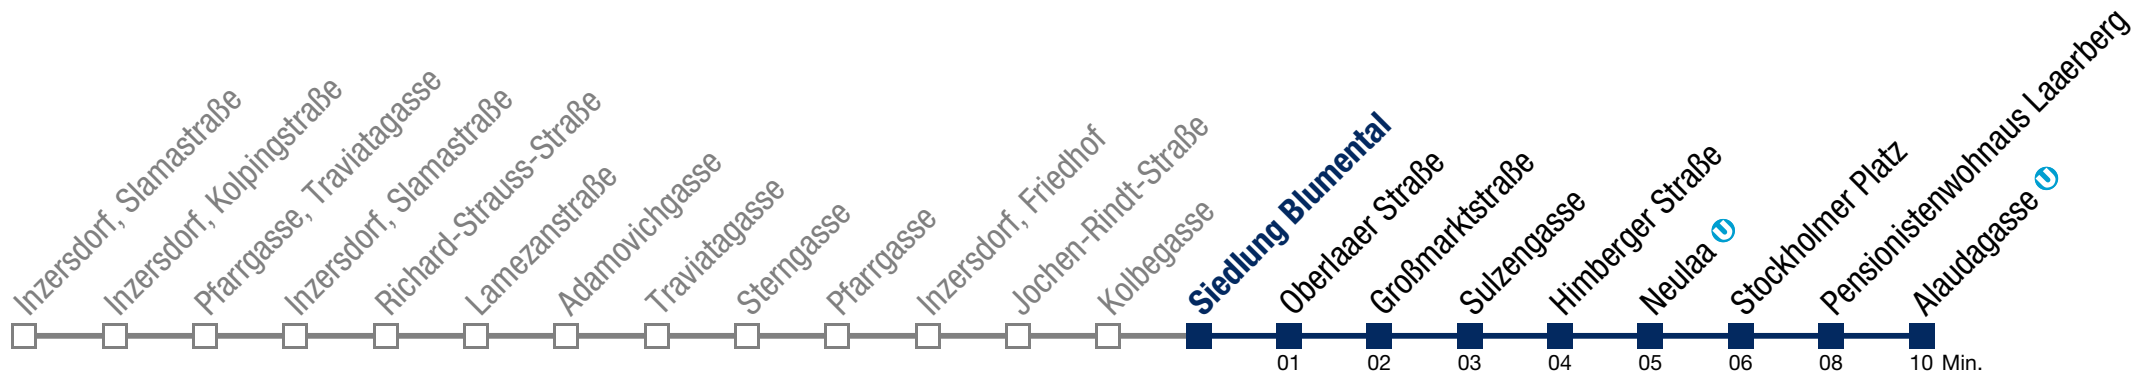 Inzersdorf, Slamastraße
Inzersdorf, Kolpingstraße
Pfarrgasse, Traviatagasse
Inzersdorf, Slamastraße
Richard-Strauss-Straße
Lamezanstraße
Adamovichgasse
Traviatagasse
Sterngasse
Pfarrgasse
Inzersdorf, Friedhof
Jochen-Rindt-Straße
Kolbegasse
Siedlung Blumental
Oberlaaer Straße
Großmarktstraße
Sulzengasse
Himberger Straße
Neulaa U
Stockholmer Platz
Pensionistenwohnhaus Laaerberg
Alaudagasse U
01 02 03 04 05 06 08 10 Min.